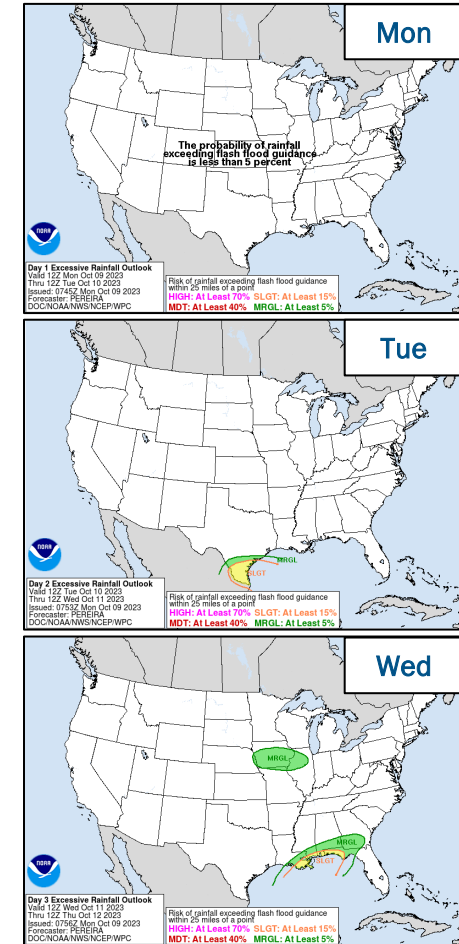 Mon
The probability of rainfall
exceeding flash flood guidance
is less than 5 percent
NOAA
Day 1 Excessive Rainfall Outlook
Valid 12Z Mon Oct 09 2023
Thru 12Z Tue Oct 10 2023
Issued: 0745Z Mon Oct 09 2023
Forecaster: PEREIRA
DOC/NOAA/NWS/NCEP/WPC
Risk of rainfall exceeding flash flood guidance
within 25 miles of a point
HIGH: At Least 70% SLGT: At Least 15%
MDT: At Least 40% MRGL: At Least 5%
Tue
MRGL
SLGT
NOAA
Day 2 Excessive Rainfall Outlook
Valid 12Z Tue Oct 10 2023
Thru 12Z Wed Oct 11 2023
Issued: 0753Z Mon Oct 09 2023
Forecaster: PEREIRA
DOC/NOAA/NWS/NCEP/WPC
Risk of rainfall exceeding flash flood guidance
within 25 miles of a point
HIGH: At Least 70% SLGT: At Least 15%
MDT: At Least 40% MRGL: At Least 5%
Wed
MRGL
MRGL
SLGT
NOAA
Day 3 Excessive Rainfall Outlook
Valid 12Z Wed Oct 11 2023
Thru 12Z Thu Oct 12 2023
Issued: 0756Z Mon Oct 09 2023
Forecaster: PEREIRA
DOC/NOAA/NWS/NCEP/WPC
Risk of rainfall exceeding flash flood guidance
within 25 miles of a point
HIGH: At Least 70% SLGT: At Least 15%
MDT: At Least 40% MRGL: At Least 5%